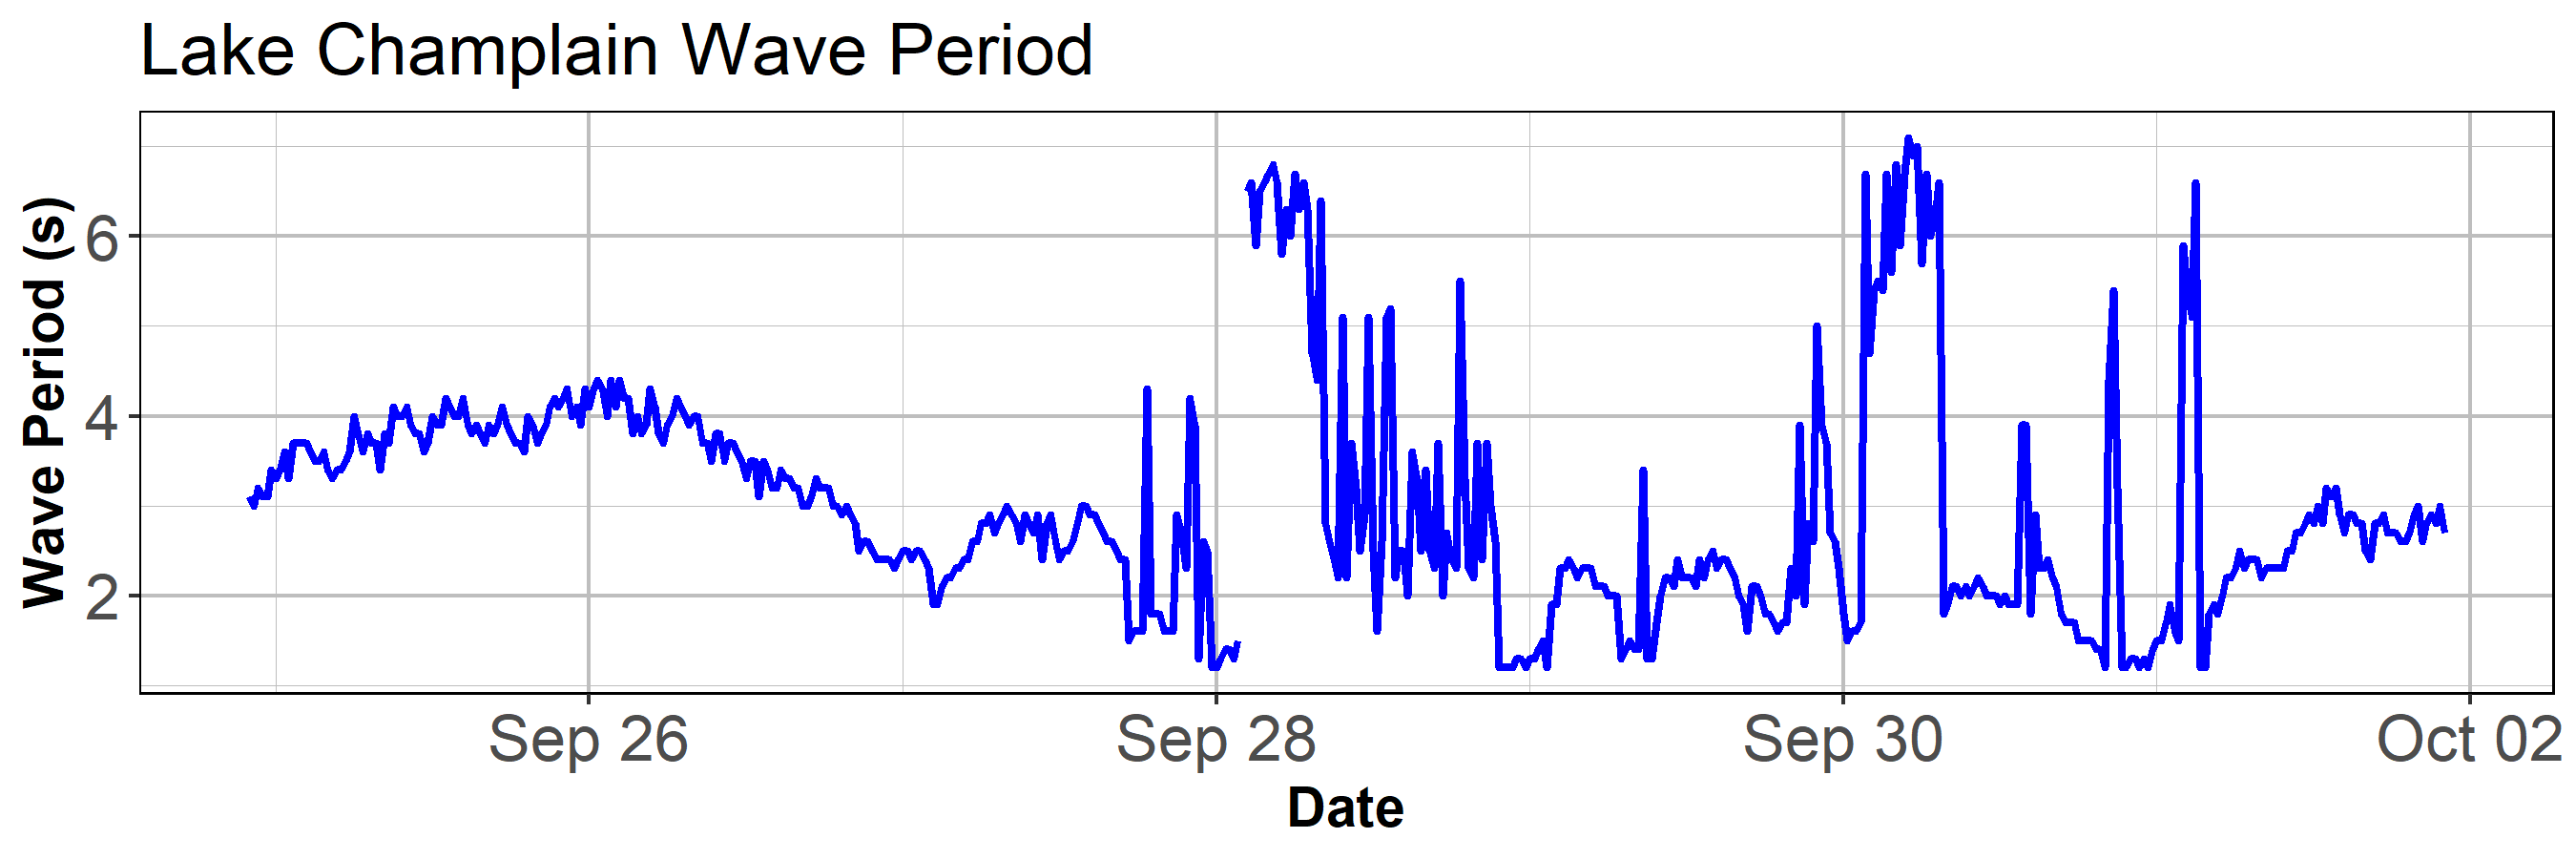 Lake Champlain Wave Period
Wave Period (s)
6
4
2
Sep 26 Sep 28 Sep 30 Oct 02
Date